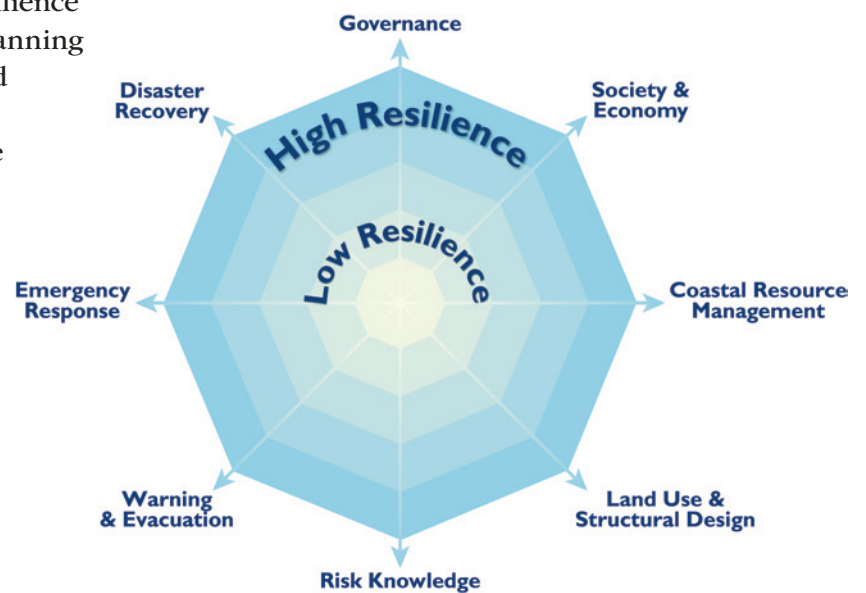 Governance
Disaster
Recovery
Society &
Economy
High Resilience
Low Resilience
Emergency
Response
Coastal Resource
Management
Warning
& Evacuation
Land Use &
Structural Design
Risk Knowledge